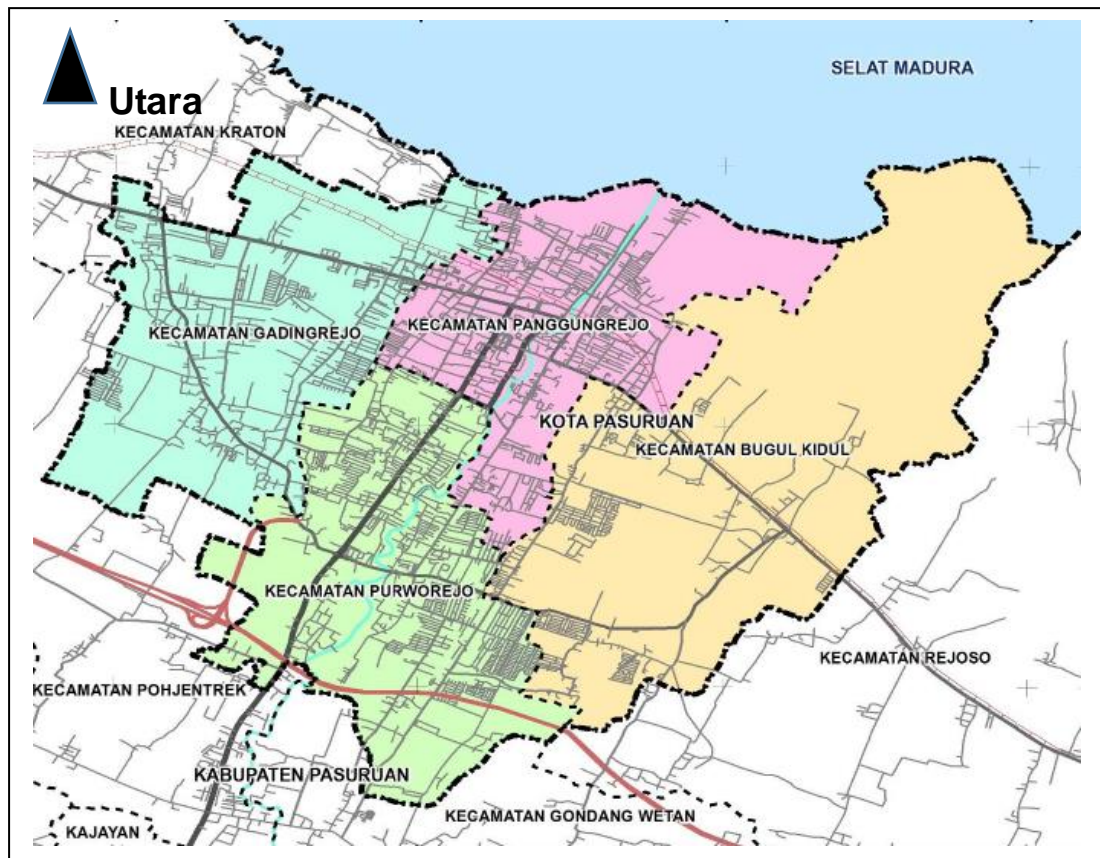 SELAT MADURA
Utara
KECAMATAN KRATON
KECAMATAN GADINGREJO
KECAMATAN PANGGUNGREJO
KOTA PASURUAN
KECAMATAN BUGUL KIDUL
KECAMATAN PURWOREJO
KECAMATAN REJOSO
KECAMATAN POHJENTREK
KABUPATEN PASURUAN
KECAMATAN GONDANG WETAN
KAJAYAN